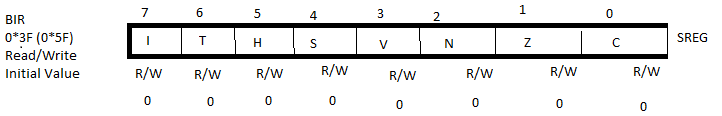 BIR 7 6 5 4 3 2 1 0
0*3F (0*5F) I T H S V N Z C SREG
Read/Write R/W R/W R/W R/W R/W R/W R/W R/W
Initial Value 0 0 0 0 0 0 0 0